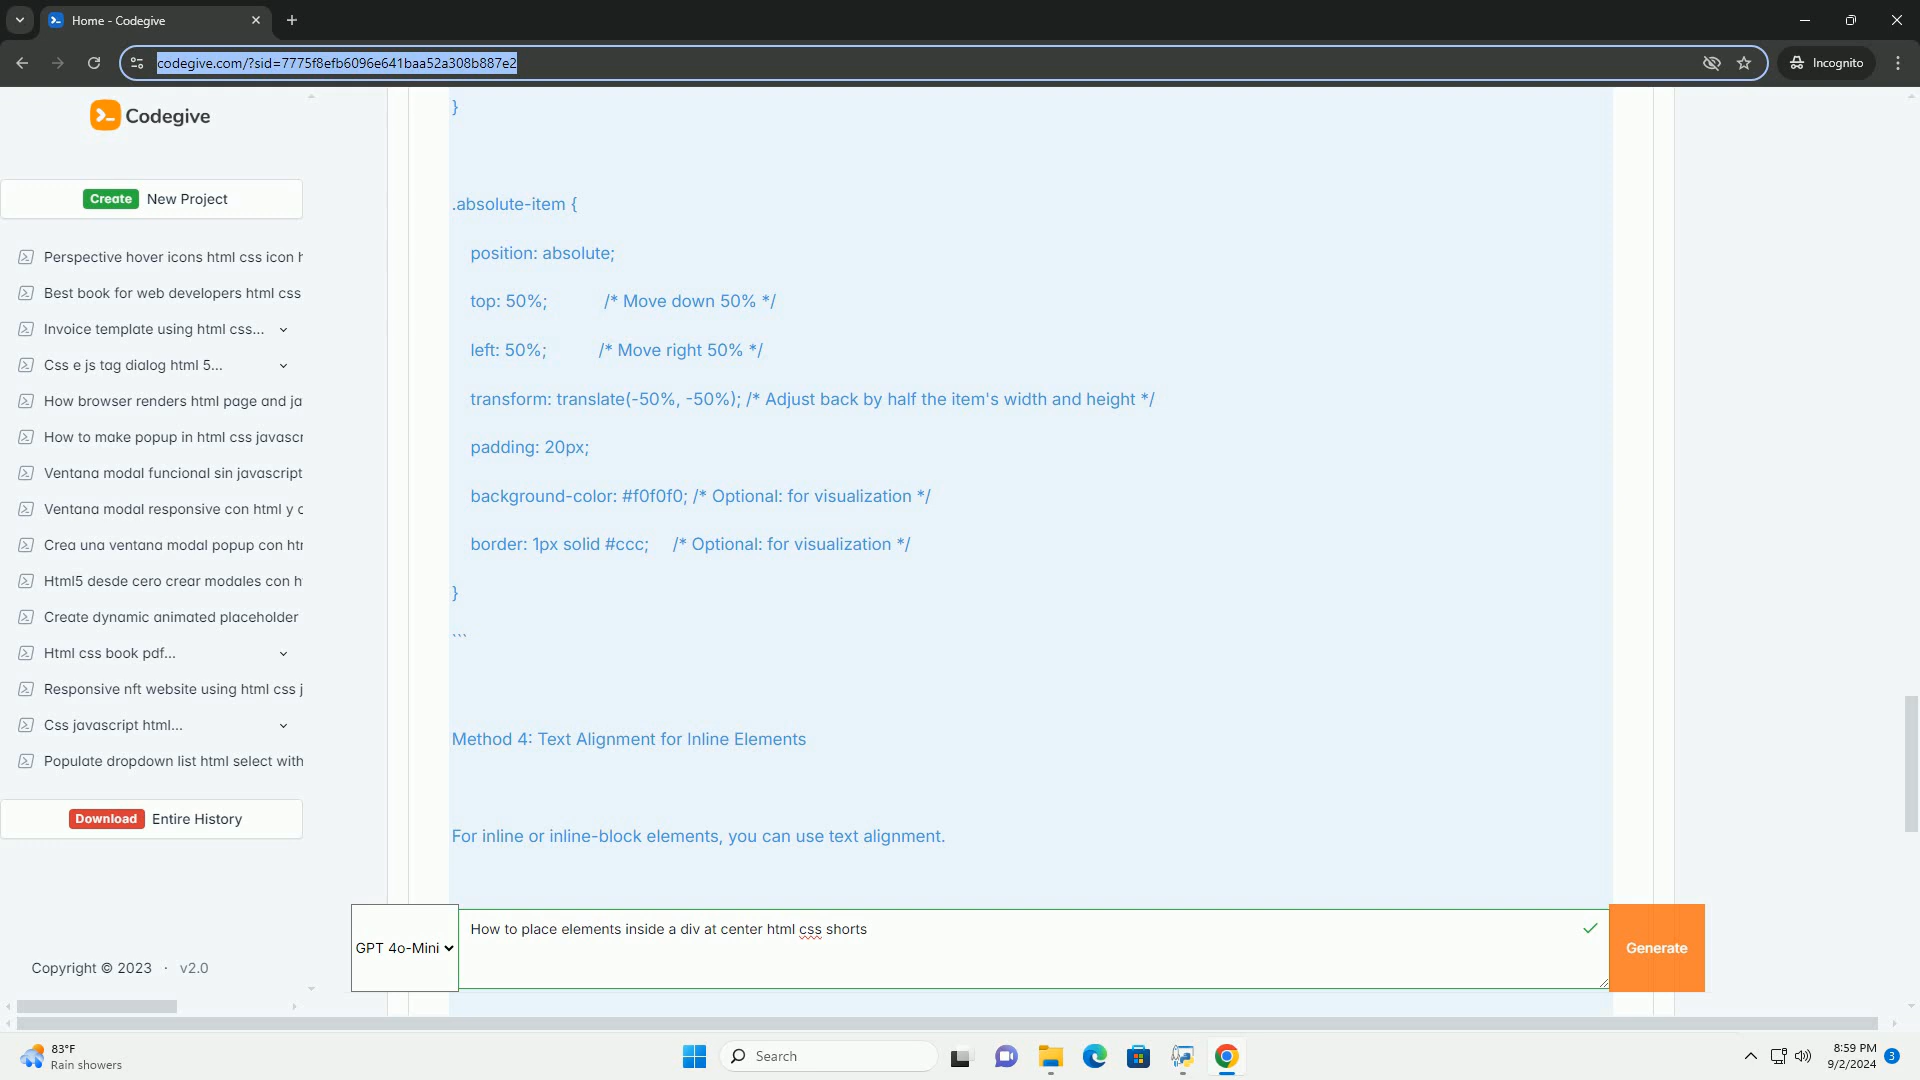 Home - Codegive
codegive.com/?sid=7775f8efb6096e641baa52a308b887e2
Incognito
Codegive
Create New Project
Perspective hover icons html css icon h
Best book for web developers html css
Invoice template using html css...
Css e js tag dialog html 5...
How browser renders html page and ja
How to make popup in html css javascr
Ventana modal funcional sin javascript
Ventana modal responsive con html y c
Crea una ventana modal popup con htm
Html5 desde cero crear modales con h
Create dynamic animated placeholder
Html css book pdf...
Responsive nft website using html css j
Css javascript html...
Populate dropdown list html select with
Download Entire History
Copyright © 2023 · v2.0
}
.absolute-item {
position: absolute;
top: 50%; /* Move down 50% */
left: 50%; /* Move right 50% */
transform: translate(-50%, -50%); /* Adjust back by half the item's width and height */
padding: 20px;
background-color: #f0f0f0; /* Optional: for visualization */
border: 1px solid #ccc; /* Optional: for visualization */
}
```
Method 4: Text Alignment for Inline Elements
For inline or inline-block elements, you can use text alignment.
GPT 4o-Mini
How to place elements inside a div at center html css shorts
Generate
83°F
Rain showers
Search
8:59 PM
9/2/2024
3